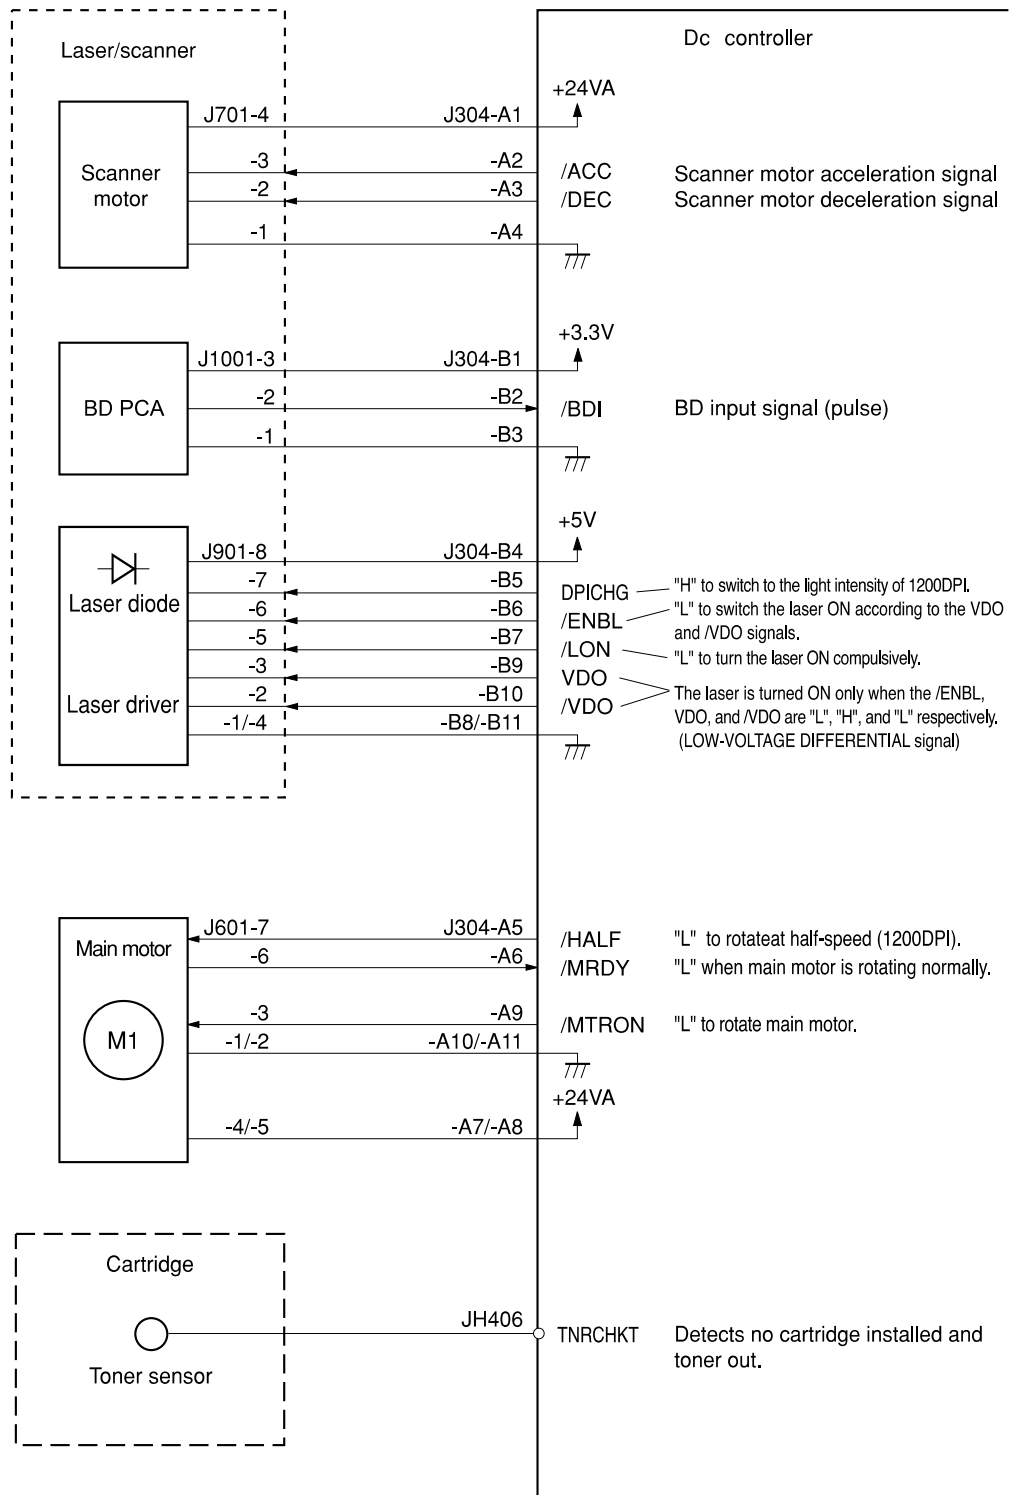 Dc controller
Laser/scanner
+24VA
J701-4 J304-A1
Scanner motor
-3 -A2 /ACC Scanner motor acceleration signal
-2 -A3 /DEC Scanner motor deceleration signal
-1 -A4
+3.3V
J1001-3 J304-B1
BD PCA -2 -B2 /BDI BD input signal (pulse)
-1 -B3
+5V
J901-8 J304-B4
-7 -B5 DPICHG "H" to switch to the light intensity of 1200DPI.
Laser diode
-6 -B6 /ENBL "L" to switch the laser ON according to the VDO
and /VDO signals.
-5 -B7 /LON "L" to turn the laser ON compulsively.
-3 -B9 VDO
Laser driver
-2 -B10 /VDO The laser is turned ON only when the /ENBL,
VDO, and /VDO are "L", "H", and "L" respectively.
(LOW-VOLTAGE DIFFERENTIAL signal)
-1/-4 -B8/-B11
Main motor
J601-7 J304-A5 /HALF "L" to rotateat half-speed (1200DPI).
-6 -A6 /MRDY "L" when main motor is rotating normally.
M1
-3 -A9 /MTRON "L" to rotate main motor.
-1/-2 -A10/-A11
+24VA
-4/-5 -A7/-A8
Cartridge
JH406 TNRCHKT Detects no cartridge installed and
toner out.
Toner sensor